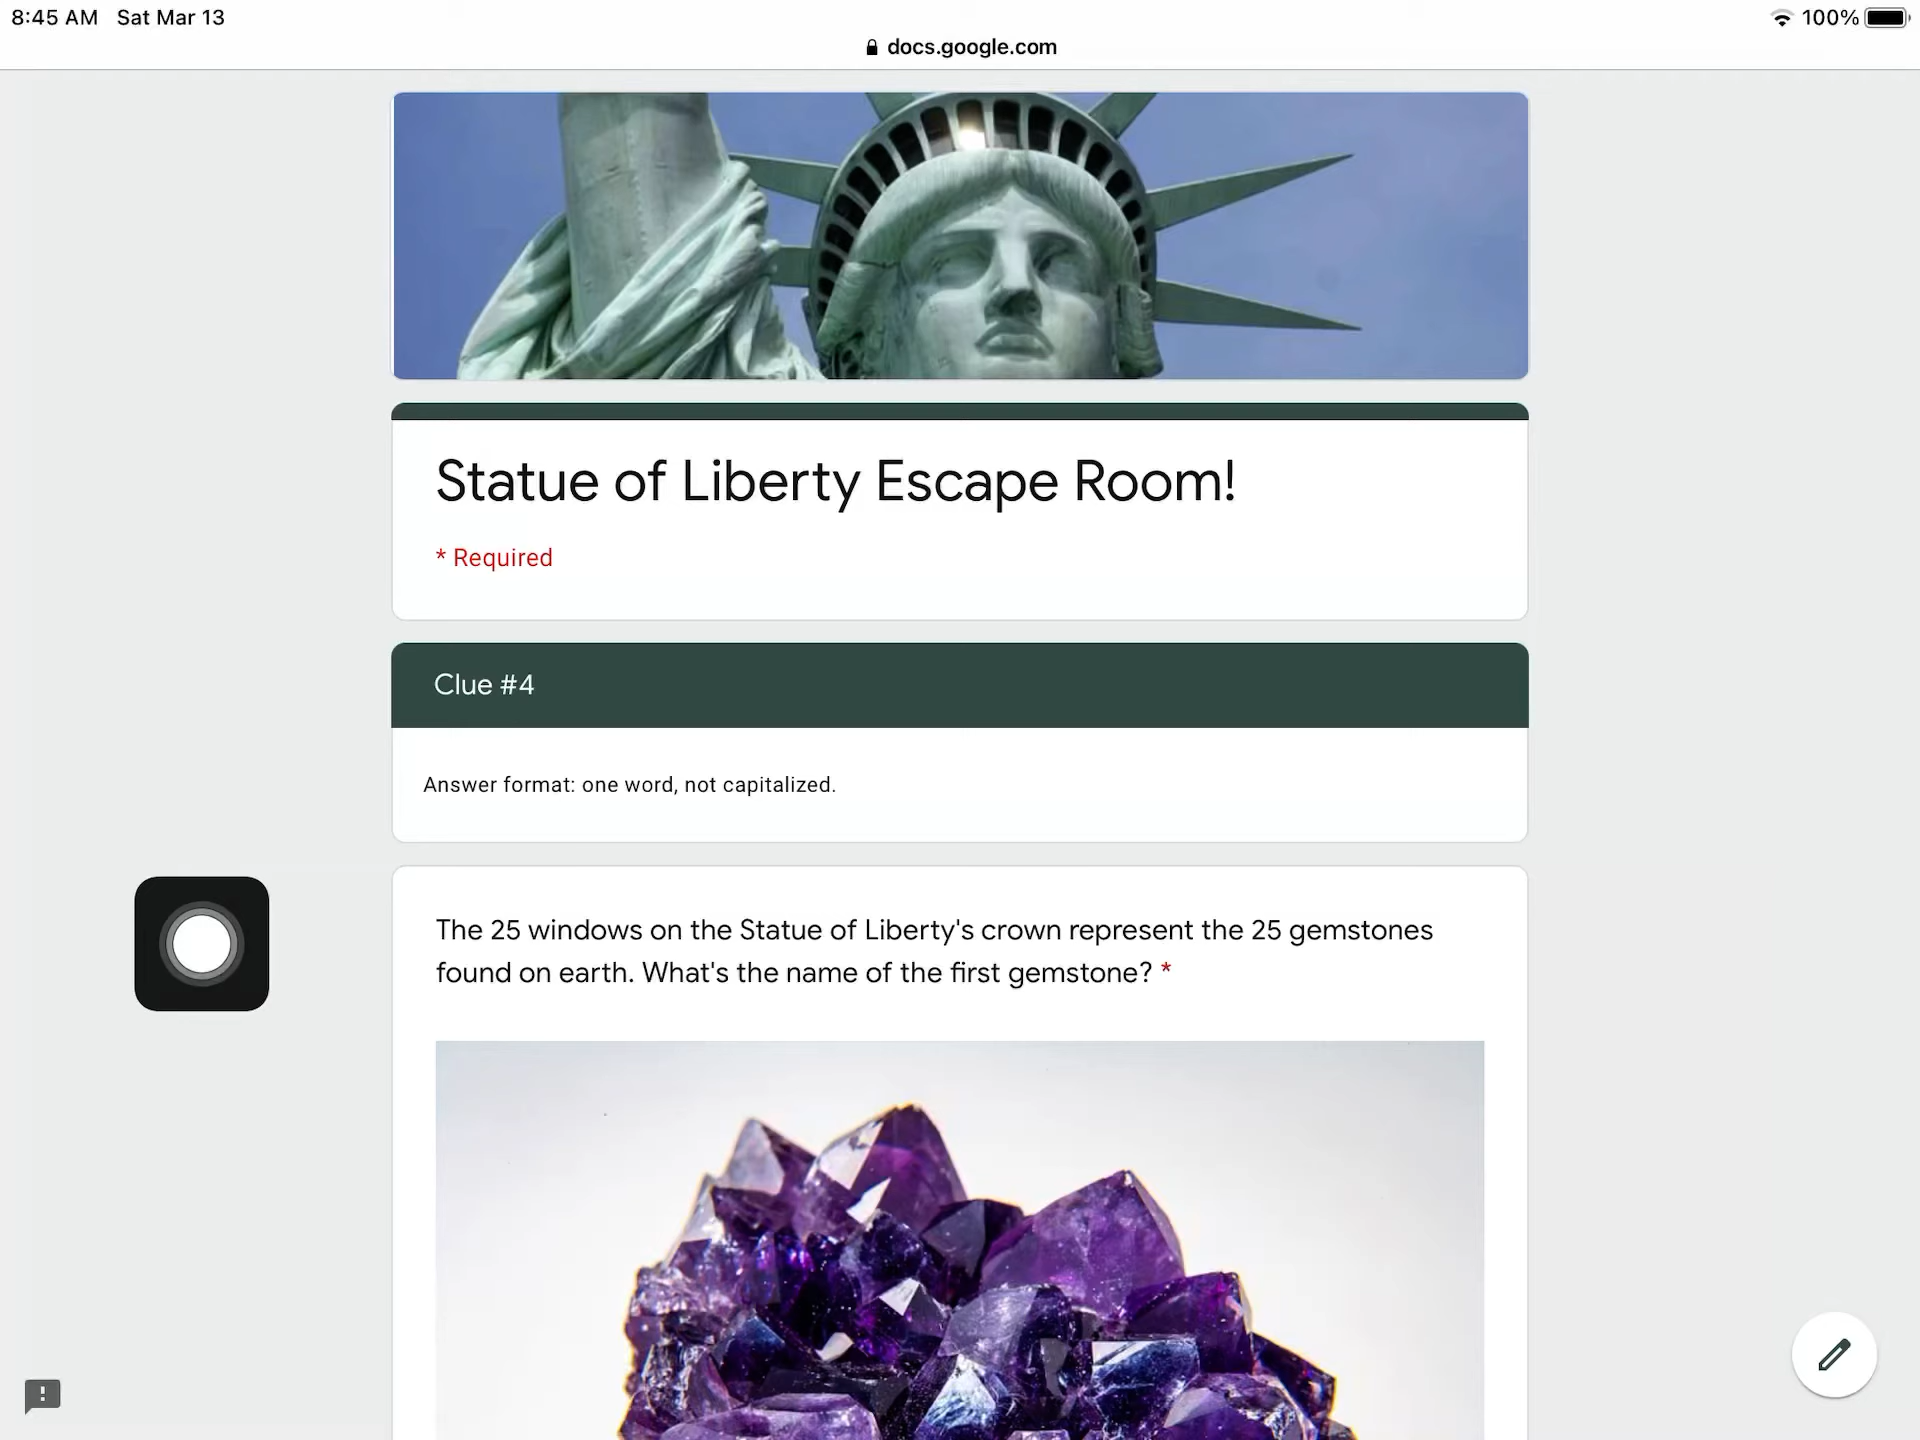 8:45 AM Sat Mar 13
100%
docs.google.com
Statue of Liberty Escape Room!
* Required
Clue #4
Answer format: one word, not capitalized.
The 25 windows on the Statue of Liberty's crown represent the 25 gemstones
found on earth. What's the name of the first gemstone? *